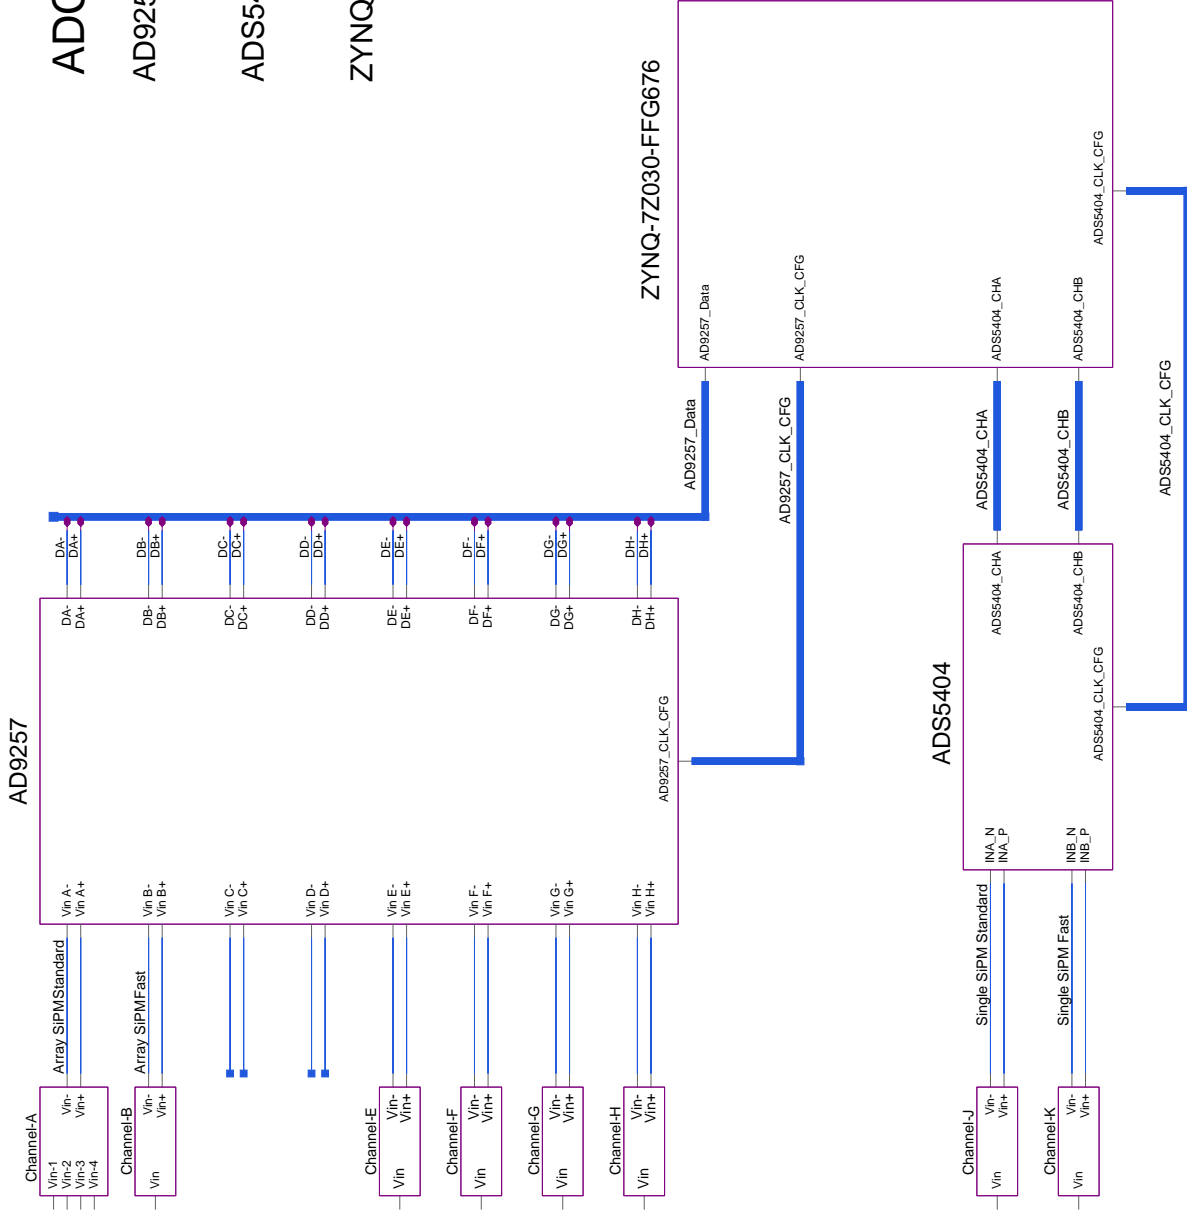 AD925
ZYNQ
AD9257
Channel-A
Vin-1
Vin-2
Vin-3
Vin-4
Vin-
Vin+
Array SiPMStandard
Vin A-
Vin A+
DA-
DA+
DA-
DA+
Channel-B
Vin
Vin-
Vin+
Array SiPMFast
Vin B-
Vin B+
DB-
DB+
DB-
DB+
Vin C-
Vin C+
DC-
DC+
DC-
DC+
Vin D-
Vin D+
DD-
DD+
DD-
DD+
Channel-E
Vin
Vin-
Vin+
Vin E-
Vin E+
DE-
DE+
DE-
DE+
Channel-F
Vin
Vin-
Vin+
Vin F-
Vin F+
DF-
DF+
DF-
DF+
Channel-G
Vin
Vin-
Vin+
Vin G-
Vin G+
DG-
DG+
DG-
DG+
Channel-H
Vin
Vin-
Vin+
Vin H-
Vin H+
DH-
DH+
DH-
DH+
AD9257_CLK_CFG
ZYNQ-7Z030-FFG676
AD9257_Data
AD9257_Data
AD9257_CLK_CFG
AD9257_CLK_CFG
ADS5404
Channel-J
Vin
Vin-
Vin+
Single SiPM Standard
INA_N
INA_P
ADS5404_CHA
ADS5404_CHA
ADS5404_CHA
Channel-K
Vin
Vin-
Vin+
Single SiPM Fast
INB_N
INB_P
ADS5404_CHB
ADS5404_CHB
ADS5404_CHB
ADS5404_CLK_CFG
ADS5404_CLK_CFG
ADS5404_CLK_CFG